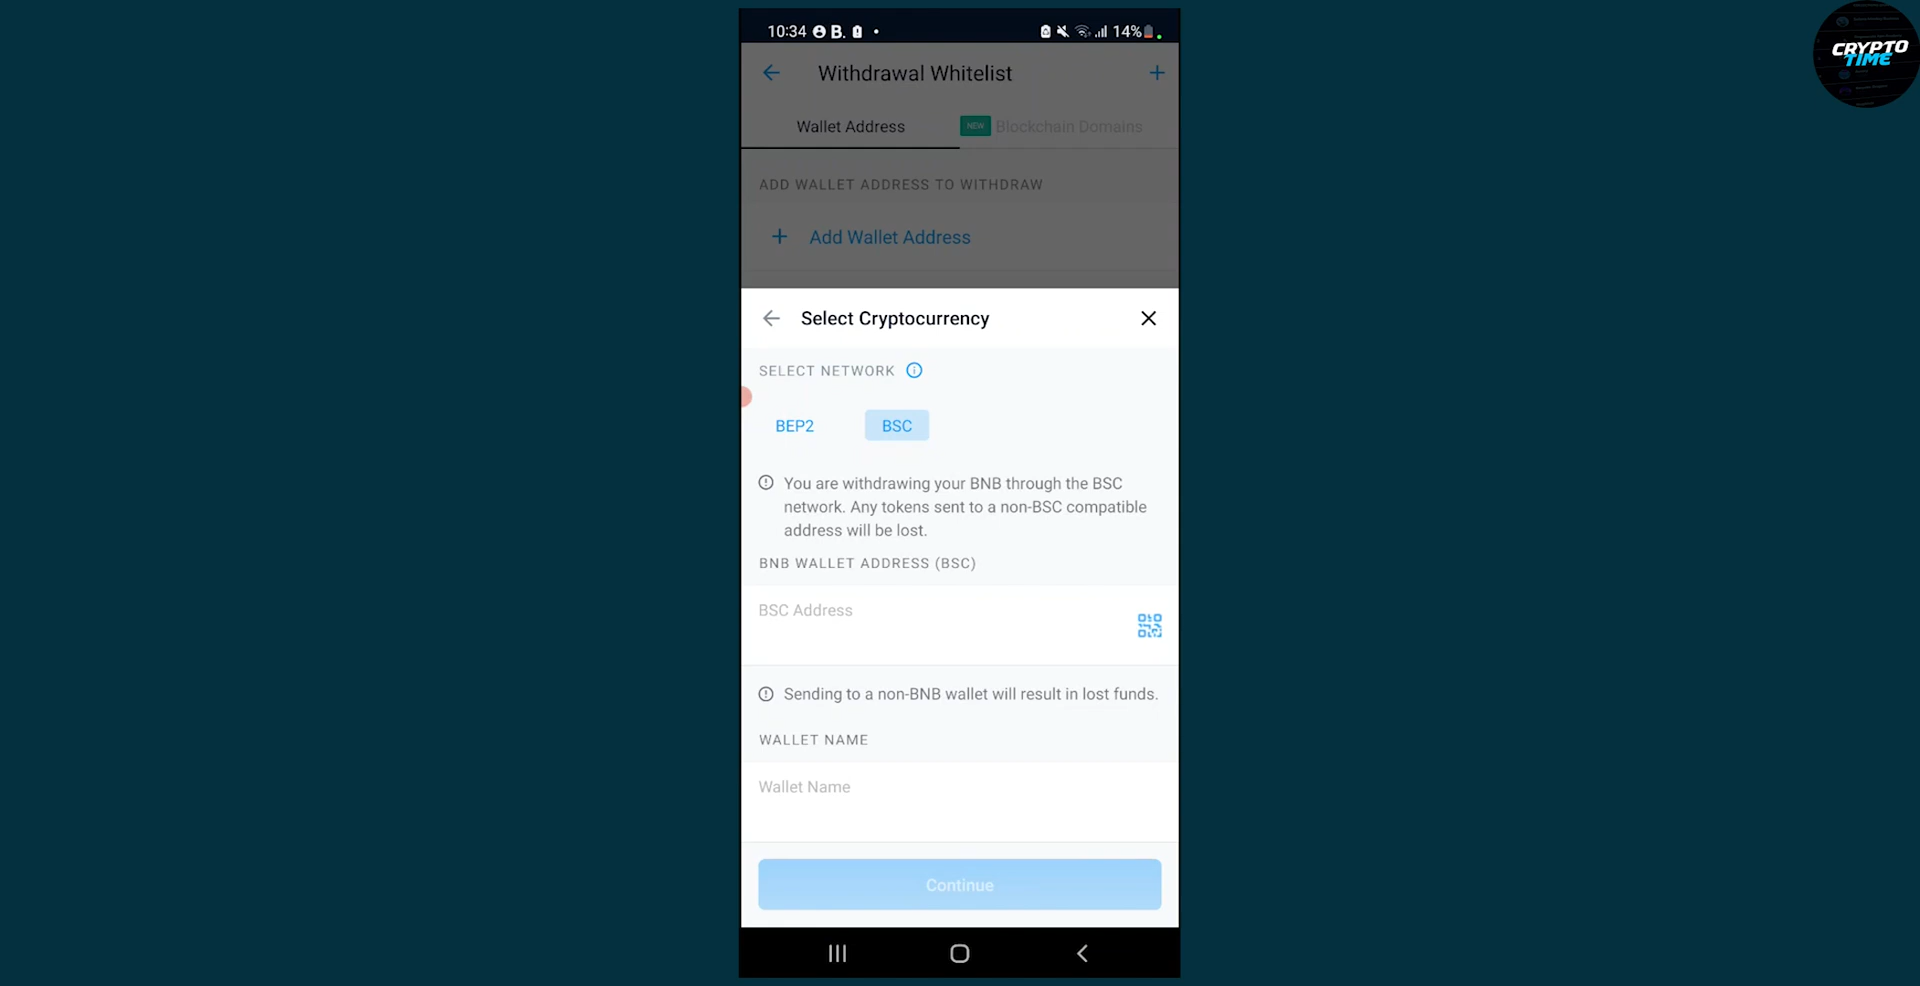 10:34 B. 14%
CRYPTO
TIME
Withdrawal Whitelist
Wallet Address NEW Blockchain Domains
ADD WALLET ADDRESS TO WITHDRAW
+ Add Wallet Address
Select Cryptocurrency
SELECT NETWORK
BEP2 BSC
You are withdrawing your BNB through the BSC
network. Any tokens sent to a non-BSC compatible
address will be lost.
BNB WALLET ADDRESS (BSC)
BSC Address
Sending to a non-BNB wallet will result in lost funds.
WALLET NAME
Wallet Name
Continue